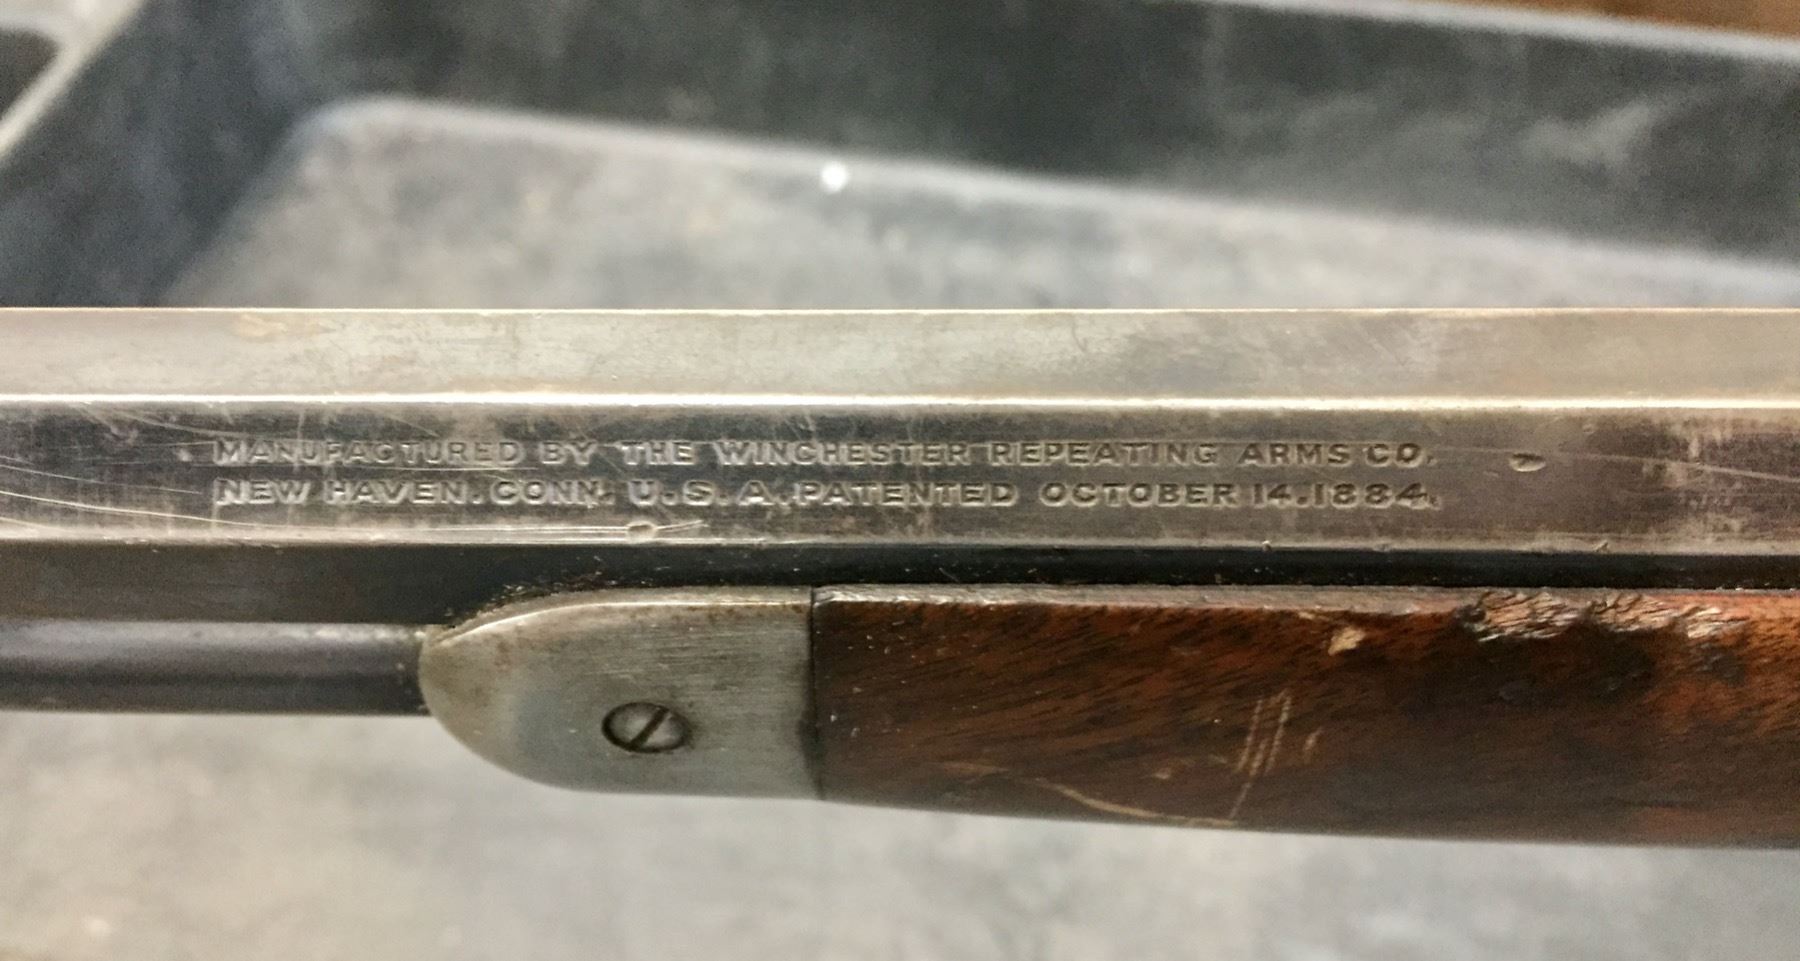 MANUFACTURED BY THE WINCHESTER REPEATING ARMS CO.
NEW HAVEN. CONN. U.S.A. PATENTED OCTOBER 14.1884.